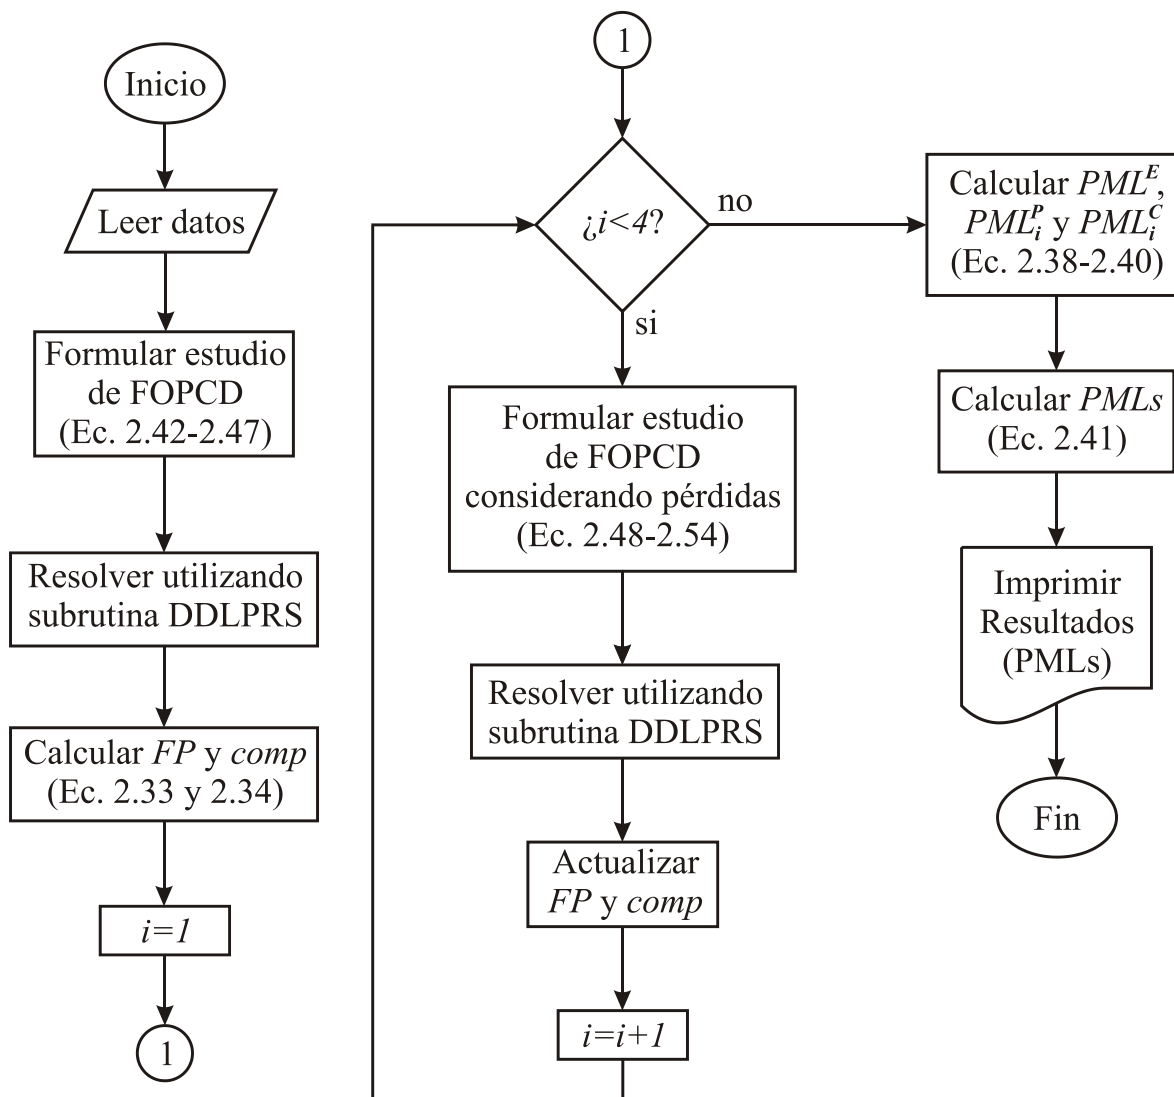 Inicio
Leer datos
Formular estudio
de FOPCD
(Ec. 2.42-2.47)
Resolver utilizando
subrutina DDLPRS
Calcular FP y comp
(Ec. 2.33 y 2.34)
i=1
1
1
¿i<4?
no
si
Formular estudio
de FOPCD
considerando pérdidas
(Ec. 2.48-2.54)
Resolver utilizando
subrutina DDLPRS
Actualizar
FP y comp
i=i+1
Calcular PML^E,
PML_i^P y PML_i^C
(Ec. 2.38-2.40)
Calcular PMLs
(Ec. 2.41)
Imprimir
Resultados
(PMLs)
Fin